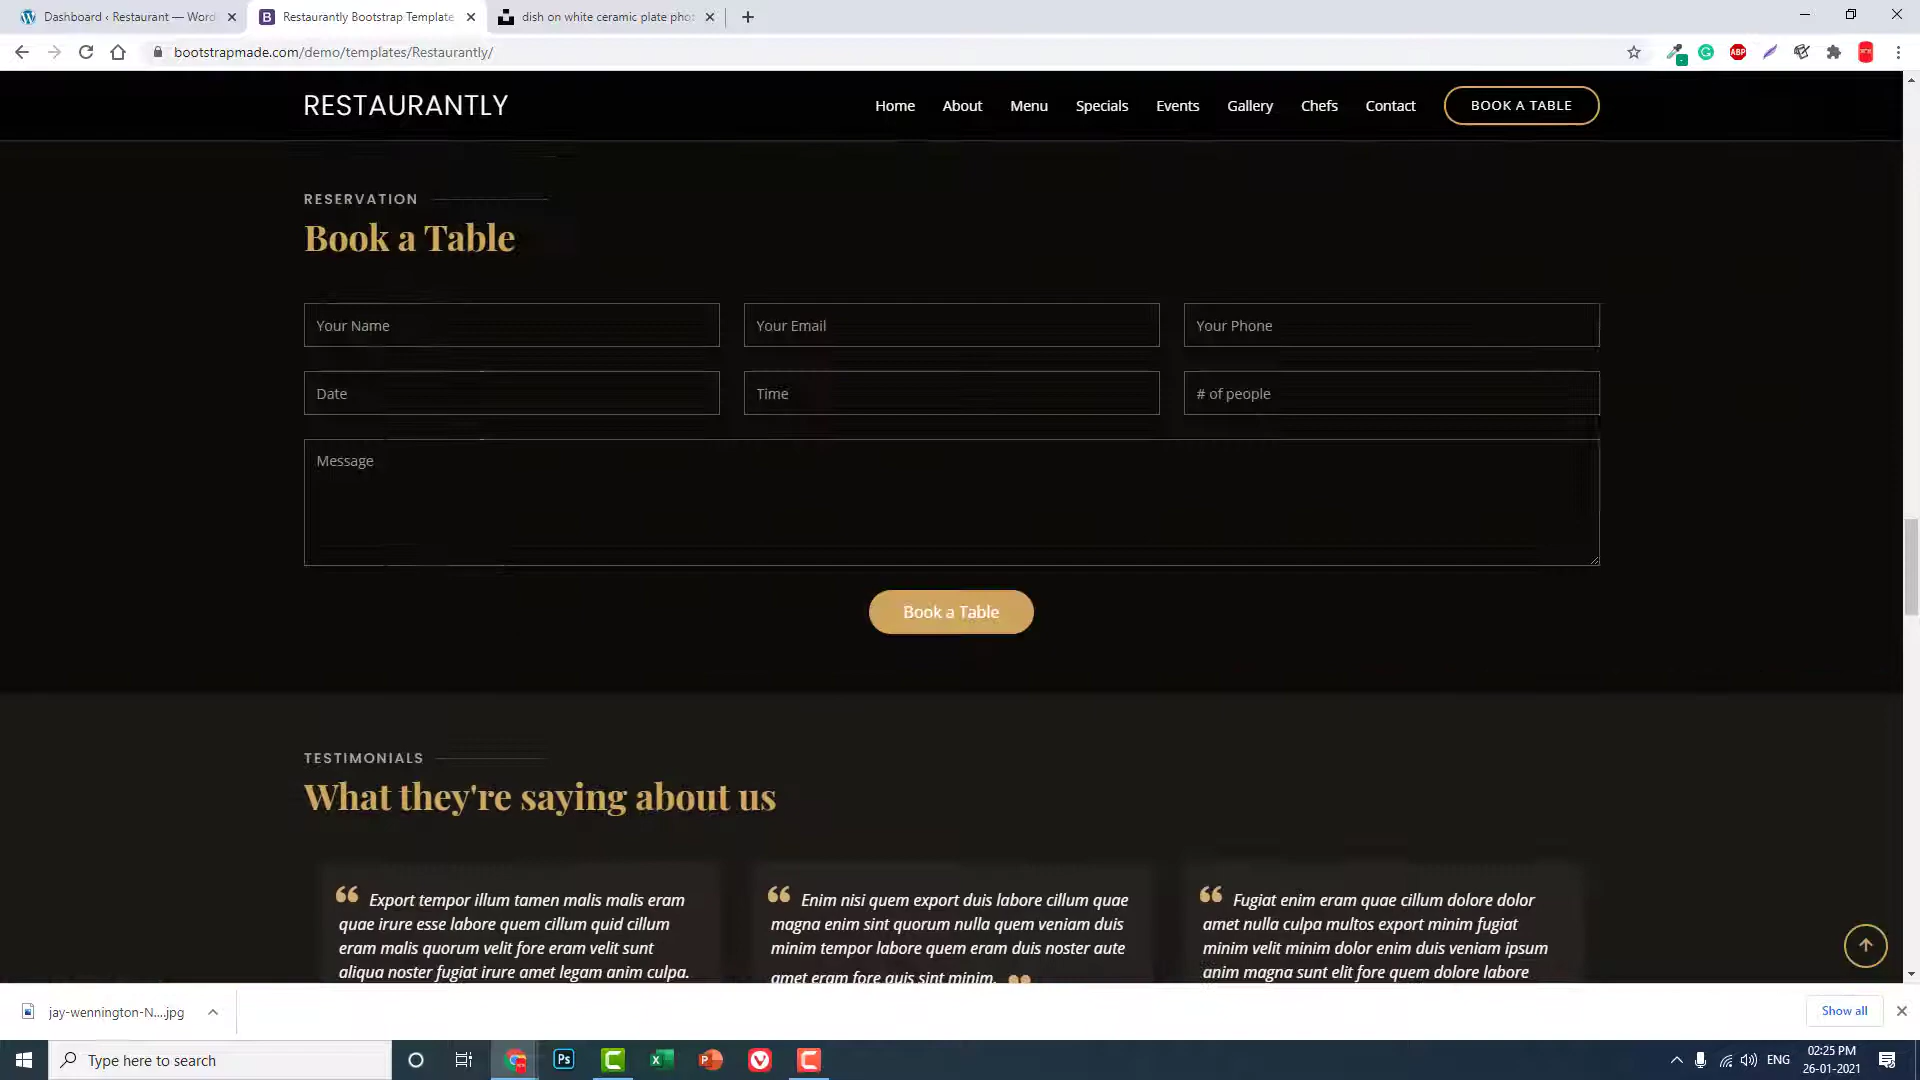 Dashboard ‹ Restaurant — Word
Restaurantly Bootstrap Template
dish on white ceramic plate pho
bootstrapmade.com/demo/templates/Restaurantly/
ABP
RESTAURANTLY
Home
About
Menu
Specials
Events
Gallery
Chefs
Contact
BOOK A TABLE
RESERVATION
Book a Table
Your Name
Your Email
Your Phone
Date
Time
# of people
Message
Book a Table
TESTIMONIALS
What they're saying about us
Export tempor illum tamen malis malis eram
quae irure esse labore quem cillum quid cillum
eram malis quorum velit fore eram velit sunt
aliqua noster fugiat irure amet legam anim culpa.
Enim nisi quem export duis labore cillum quae
magna enim sint quorum nulla quem veniam duis
minim tempor labore quem eram duis noster aute
amet eram fore quis sint minim.
Fugiat enim eram quae cillum dolore dolor
amet nulla culpa multos export minim fugiat
minim velit minim dolor enim duis veniam ipsum
anim magna sunt elit fore quem dolore labore
jay-wennington-N....jpg
Show all
Type here to search
Ps
ENG
02:25 PM
26-01-2021